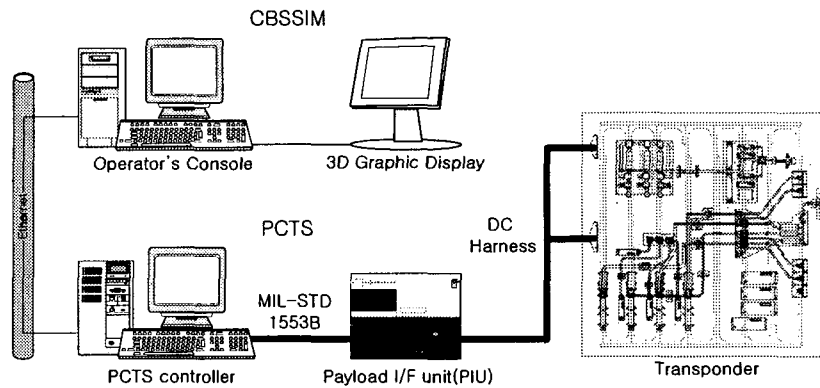 CBSSIM
Operator's Console
3D Graphic Display
Ethernet
PCTS
DC
Harness
MIL-STD
1553B
PCTS controller
Payload I/F unit(PIU)
Transponder